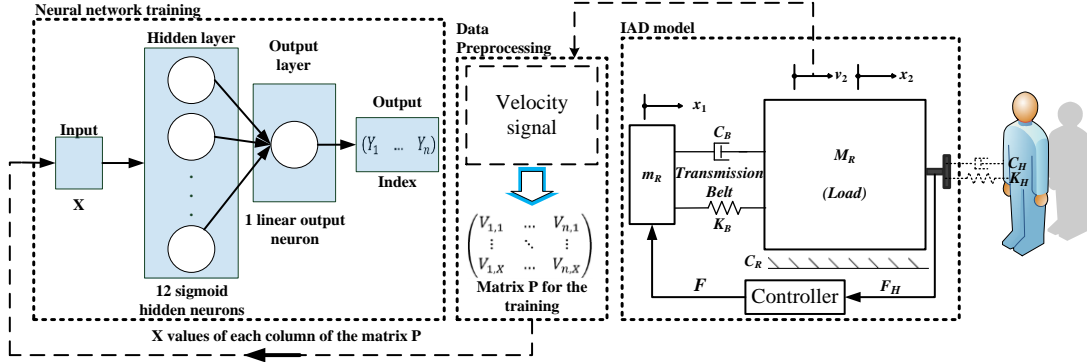 Neural network training
Hidden layer
Output
layer
Output
(Y1 ... Yn)
Index
Input
X
1 linear output
neuron
12 sigmoid
hidden neurons
X values of each column of the matrix P
Data
Preprocessing
Velocity
signal
V1,1 ... Vn,1
⋮ ⋱ ⋮
V1,X ... Vn,X
Matrix P for the
training
IAD model
v2
x2
x1
CB
mR
Transmission
Belt
KB
MR
(Load)
CH
KH
CR
F
Controller
FH